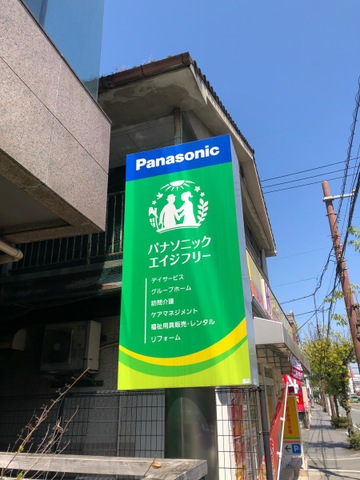 Panasonic
パナソニック
エイジフリー
デイサービス
グループホーム
訪問介護
ケアマネジメント
福祉用具販売・レンタル
リフォーム
P